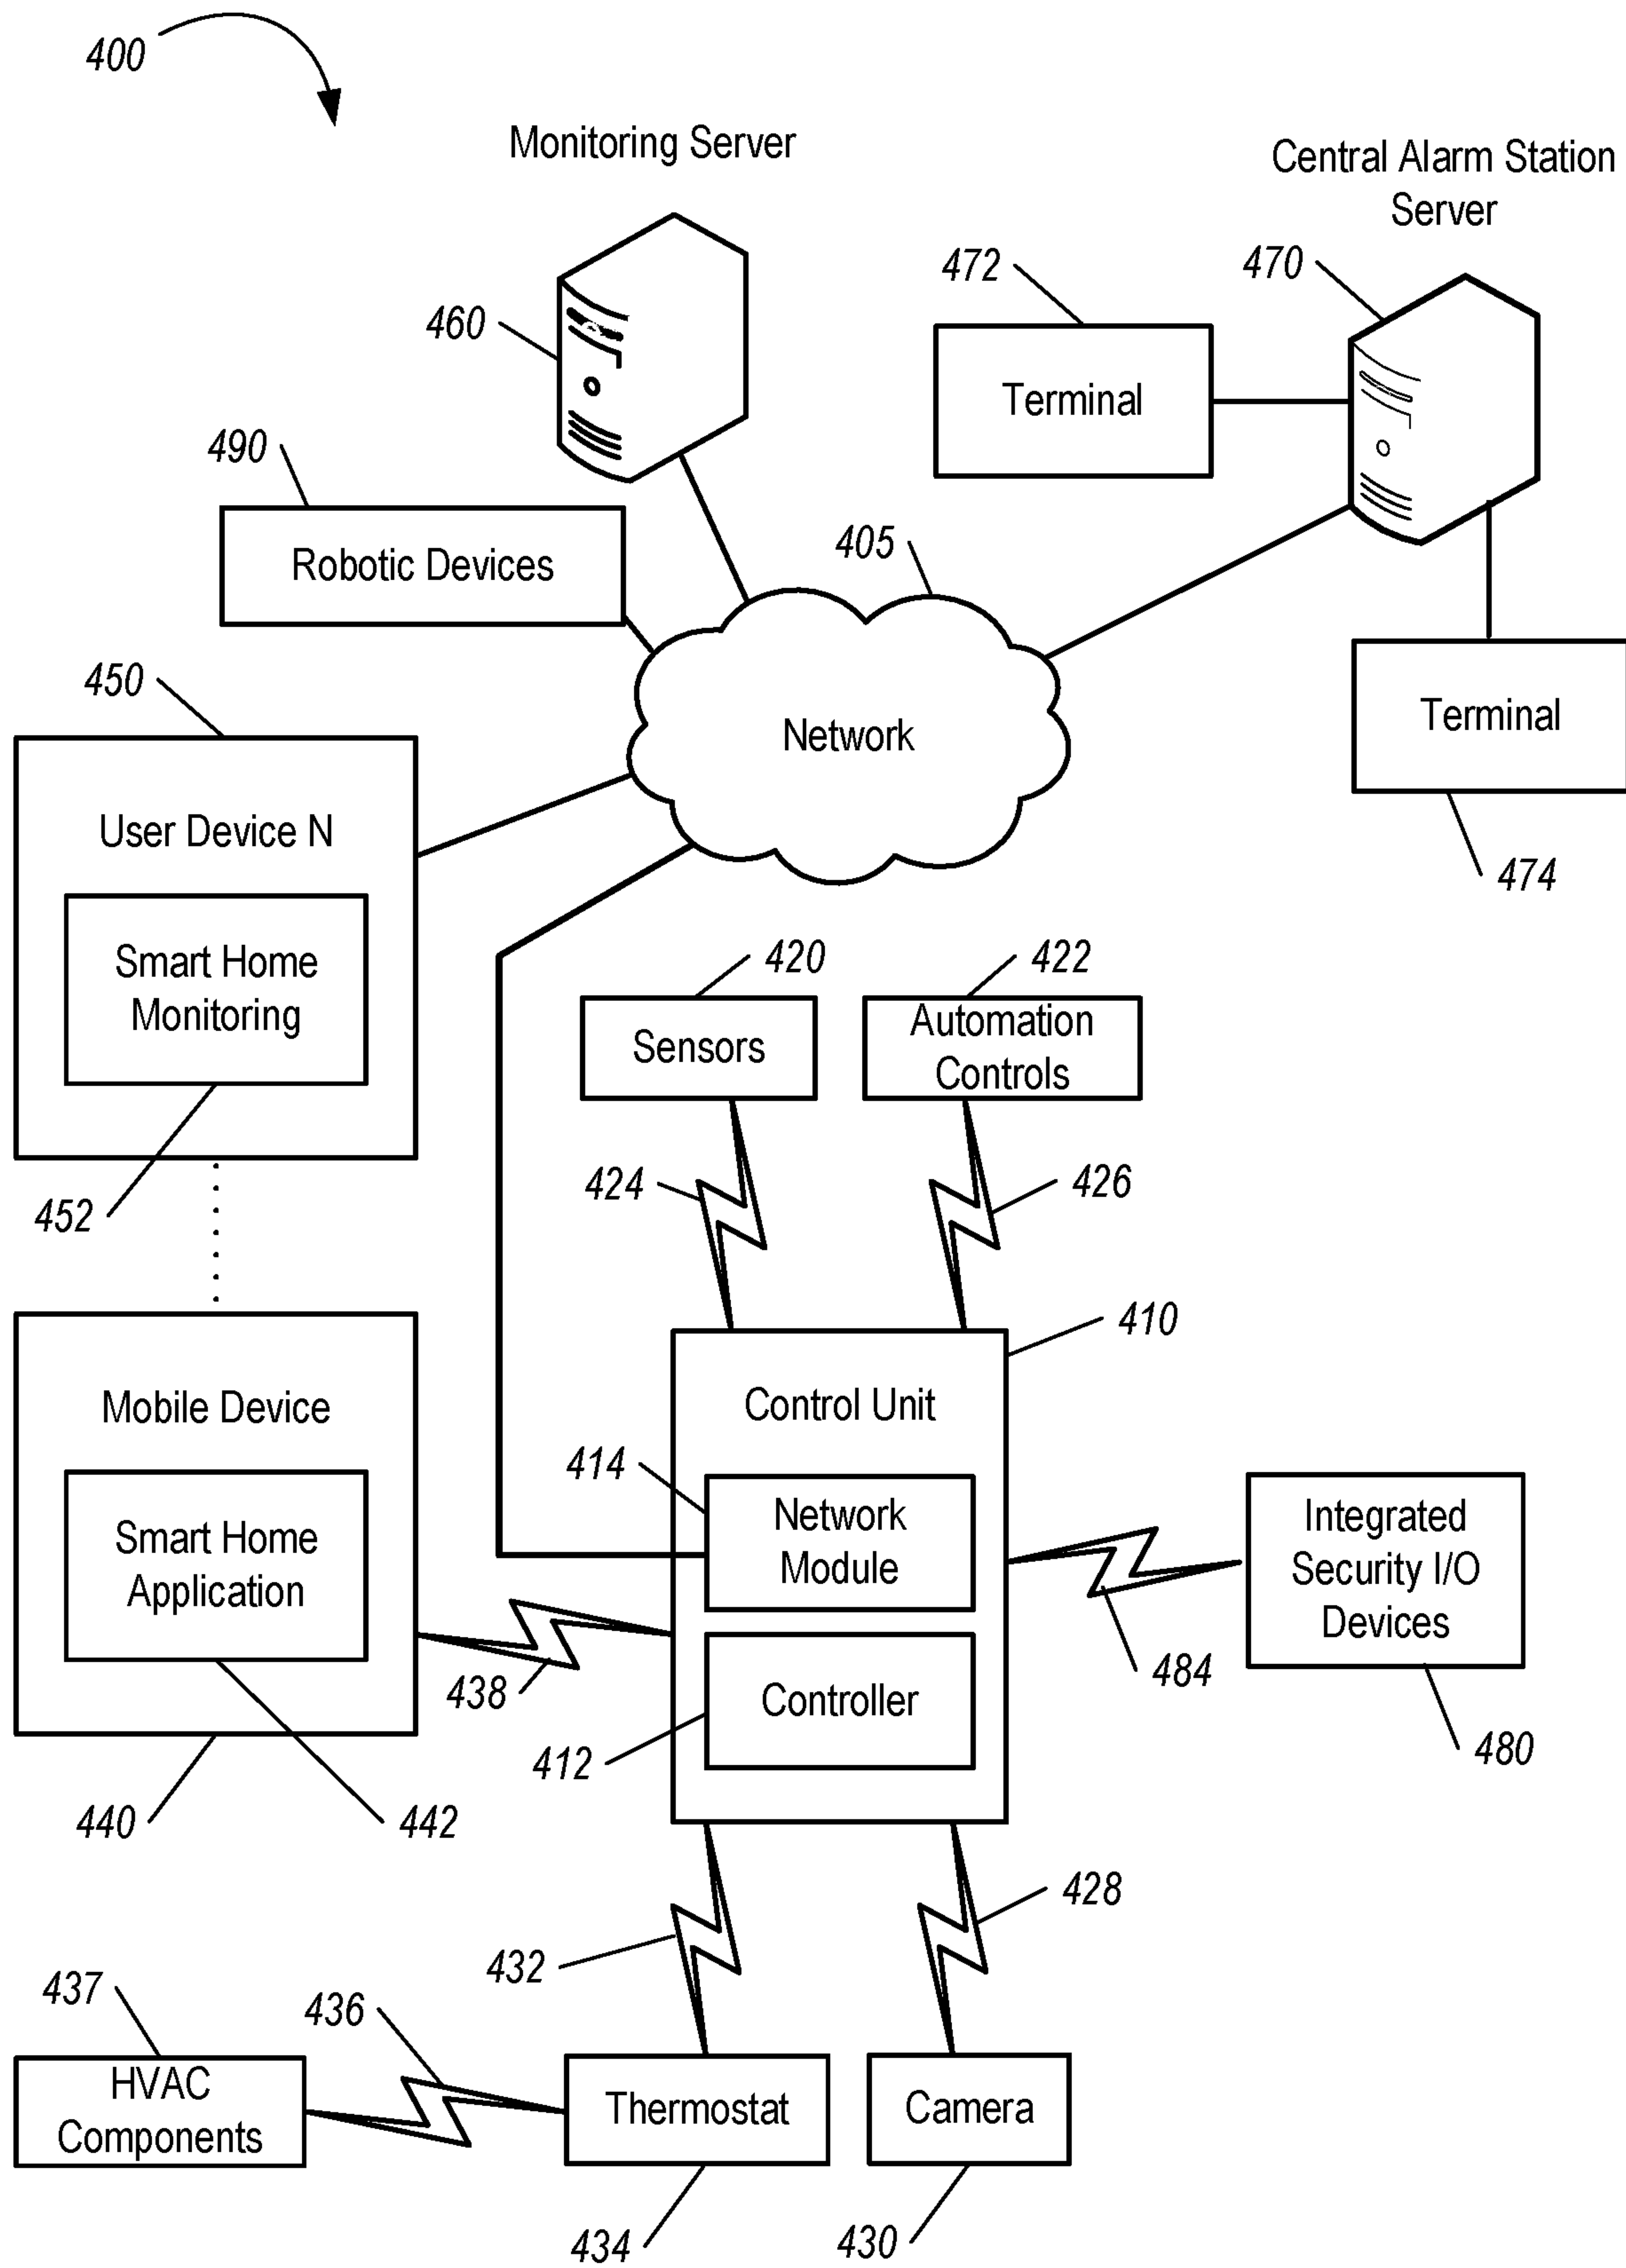 400
Monitoring Server
Central Alarm Station
Server
472
470
460
Terminal
490
405
Robotic Devices
450
Network
Terminal
User Device N
474
Smart Home
Monitoring
420
422
Sensors
Automation
Controls
424
426
452
410
Mobile Device
Control Unit
414
Network
Module
Integrated
Security I/O
Devices
Smart Home
Application
438
484
Controller
412
480
440
442
428
432
437
436
HVAC
Components
Thermostat
Camera
434
430